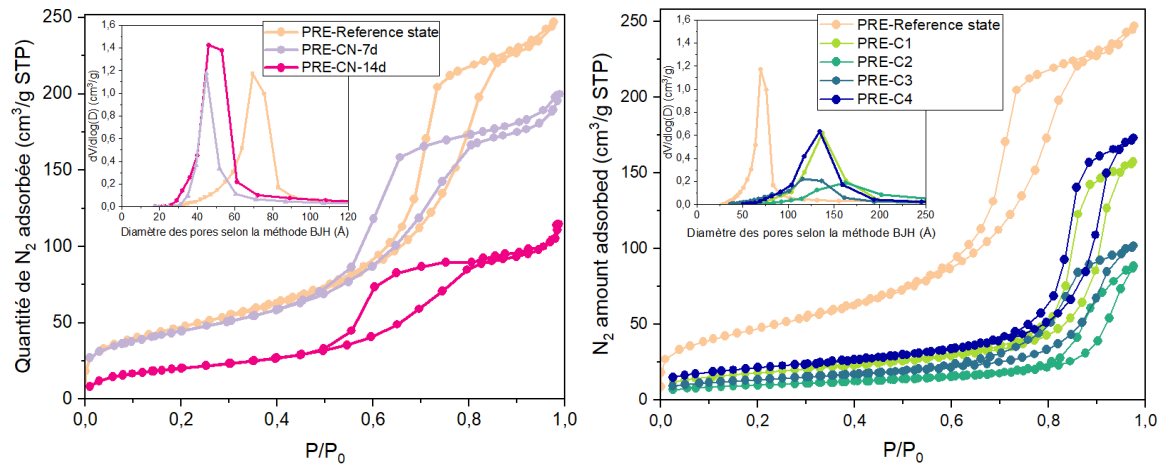 250
200
150
100
50
0
Quantité de N2 adsorbée (cm3/g STP)
0,0 0,2 0,4 0,6 0,8 1,0
P/P0
PRE-Reference state
PRE-CN-7d
PRE-CN-14d
1,6
1,4
1,2
1,0
0,8
0,6
0,4
0,2
0,0
dV/dlog(D) (cm3/g)
0 20 40 60 80 100 120
Diamètre des pores selon la méthode BJH (Å)
250
200
150
100
50
0
N2 amount adsorbed (cm3/g STP)
0,0 0,2 0,4 0,6 0,8 1,0
P/P0
PRE-Reference state
PRE-C1
PRE-C2
PRE-C3
PRE-C4
1,6
1,4
1,2
1,0
0,8
0,6
0,4
0,2
0,0
dV/dlog(D) (cm3/g)
0 50 100 150 200 250
Diamètre des pores selon la méthode BJH (Å)